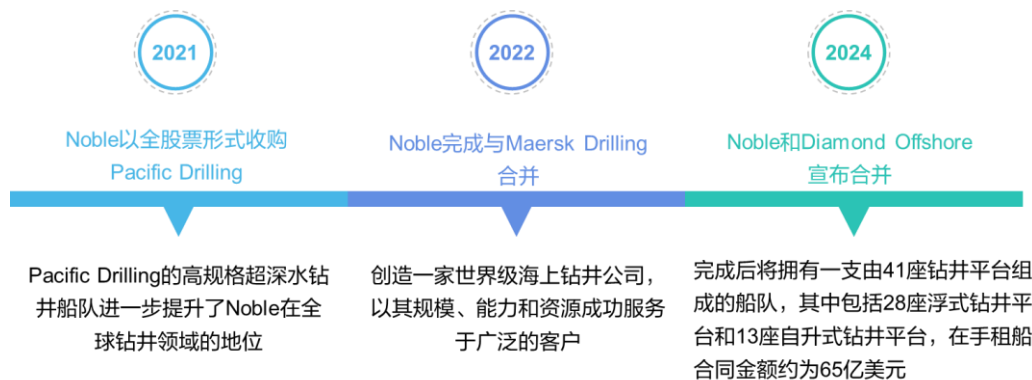 2021
Noble以全股票形式收购
Pacific Drilling
Pacific Drilling的高规格超深水钻
井船队进一步提升了Noble在全
球钻井领域的地位
2022
Noble完成与Maersk Drilling
合并
创造一家世界级海上钻井公司，
以其规模、能力和资源成功服务
于广泛的客户
2024
Noble和Diamond Offshore
宣布合并
完成后将拥有一支由41座钻井平台组
成的船队，其中包括28座浮式钻井平
台和13座自升式钻井平台，在手租船
合同金额约为65亿美元